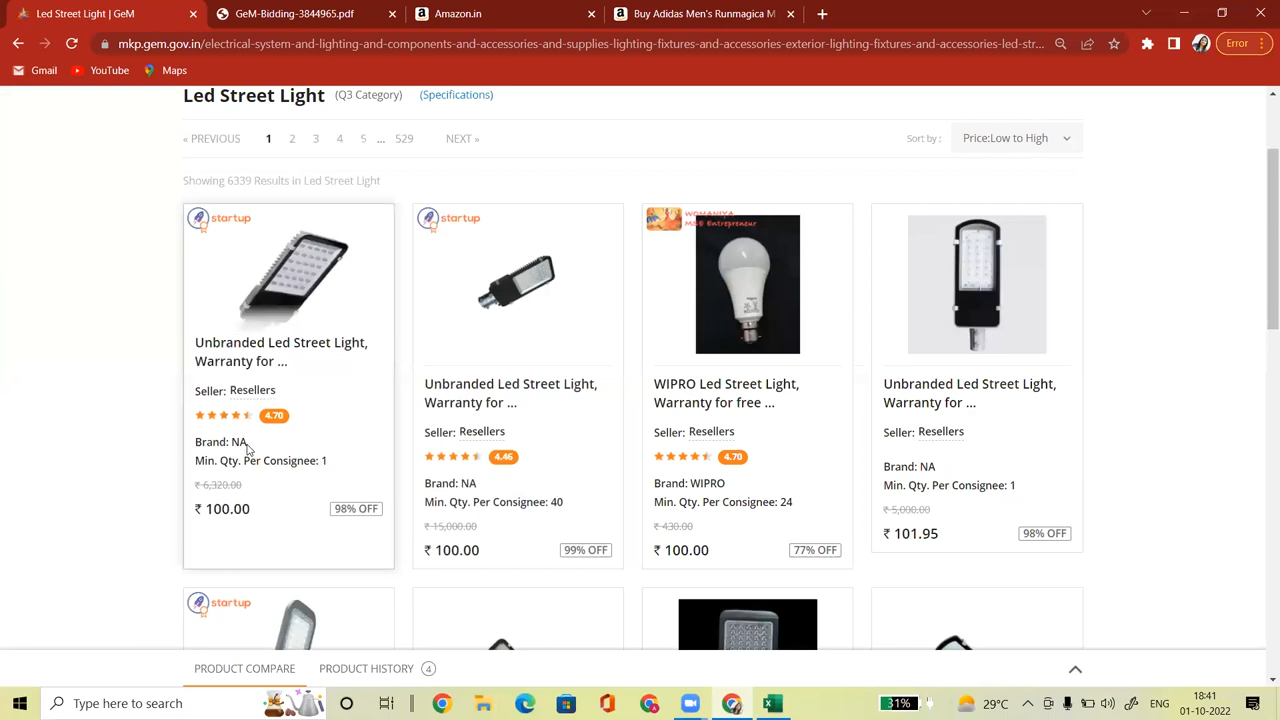 Led Street Light | GeM
GeM-Bidding-3844965.pdf
Amazon.in
Buy Adidas Men's Runmagica M
mkp.gem.gov.in/electrical-system-and-lighting-and-components-and-accessories-and-supplies-lighting-fixtures-and-accessories-exterior-lighting-fixtures-and-accessories-led-str...
Error
Gmail
YouTube
Maps
Led Street Light (Q3 Category) (Specifications)
« PREVIOUS 1 2 3 4 5 ... 529 NEXT »
Sort by : Price:Low to High
Showing 6339 Results in Led Street Light
startup
Unbranded Led Street Light,
Warranty for ...
Seller: Resellers
4.70
Brand: NA
Min. Qty. Per Consignee: 1
₹ 6,320.00
₹ 100.00 98% OFF
startup
Unbranded Led Street Light,
Warranty for ...
Seller: Resellers
4.46
Brand: NA
Min. Qty. Per Consignee: 40
₹ 15,000.00
₹ 100.00 99% OFF
WOMANIYA
MSE Entrepreneur
WIPRO Led Street Light,
Warranty for free ...
Seller: Resellers
4.70
Brand: WIPRO
Min. Qty. Per Consignee: 24
₹ 430.00
₹ 100.00 77% OFF
Unbranded Led Street Light,
Warranty for ...
Seller: Resellers
Brand: NA
Min. Qty. Per Consignee: 1
₹ 5,000.00
₹ 101.95 98% OFF
startup
PRODUCT COMPARE
PRODUCT HISTORY 4
Type here to search
31%
29°C
ENG
18:41
01-10-2022